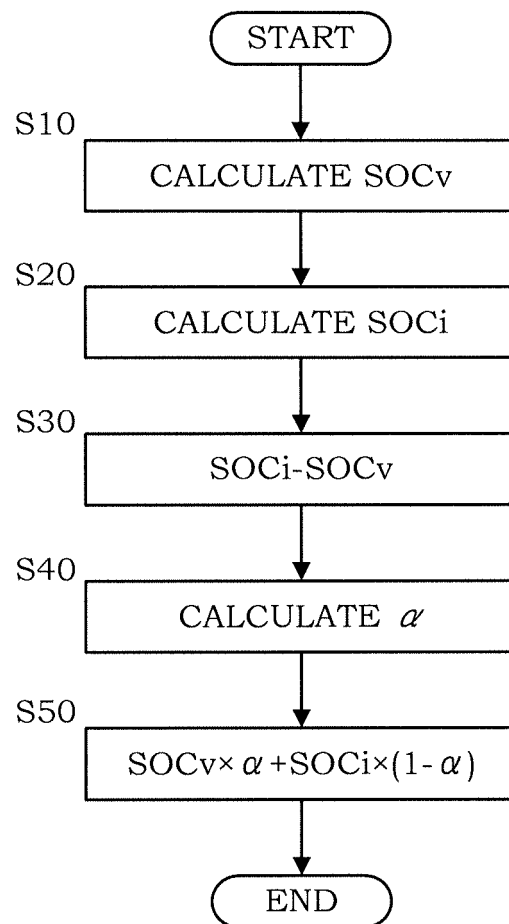 START
S10
CALCULATE SOCv
S20
CALCULATE SOCi
S30
SOCi-SOCv
S40
CALCULATE α
S50
SOCv×α+SOCi×(1-α)
END